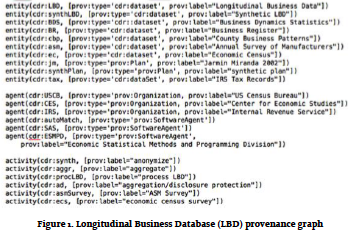 entity(cdr:LBD, [prov:type='cdr:dataset', prov:label="Longitudinal Business Data"])
entity(cdr:synthLBD, [prov:type='cdr:dataset', prov:label="Synthetic LBD"])
entity(cdr:BDS, [prov:type='cdr:dataset', prov:label="Business Dynamics Statistics"])
entity(cdr:BR, [prov:type='cdr:dataset', prov:label="Business Register"])
entity(cdr:cbp, [prov:type='cdr:dataset', prov:label="County Business Patterns"])
entity(cdr:asm, [prov:type='cdr:dataset', prov:label="Annual Survey of Manufacturers"])
entity(cdr:ec, [prov:type='cdr:dataset', prov:label="Economic Census"])
entity(cdr:jm, [prov:type='prov:Plan', prov:label="Jarmin Miranda 2002"])
entity(cdr:synthPlan, [prov:type='prov:Plan', prov:label="synthetic plan"])
entity(cdr:tax, [prov:type='cdr:dataSet', prov:label="IRS Tax Records"])
agent(cdr:USCB, [prov:type='prov:Organization, prov:label="US Census Bureau"])
agent(cdr:CES, [prov:type='prov:Organization, prov:label="Center for Economic Studies"])
agent(cdr:IRS, [prov:type='prov:Organization, prov:label="Internal Revenue Service"])
agent(cdr:autoMatch, [prov:type='prov:SoftwareAgent'])
agent(cdr:SAS, [prov:type='prov:SoftwareAgent'])
agent(cdr:ESMPD, [prov:type='prov:SoftwareAgent',
prov:label="Economic Statistical Methods and Programming Division"])
activity(cdr:synth, [prov:label="anonymize"])
activity(cdr:aggr, [prov:label="aggregate"])
activity(cdr:procLBD, [prov:label="process LBD"])
activity(cdr:ad, [prov:label="aggregation/disclosure protection"])
activity(cdr:asmSurvey, [prov:label="ASM Survey"])
activity(cdr:ecs, [prov:label="economic census survey"])
Figure 1. Longitudinal Business Database (LBD) provenance graph